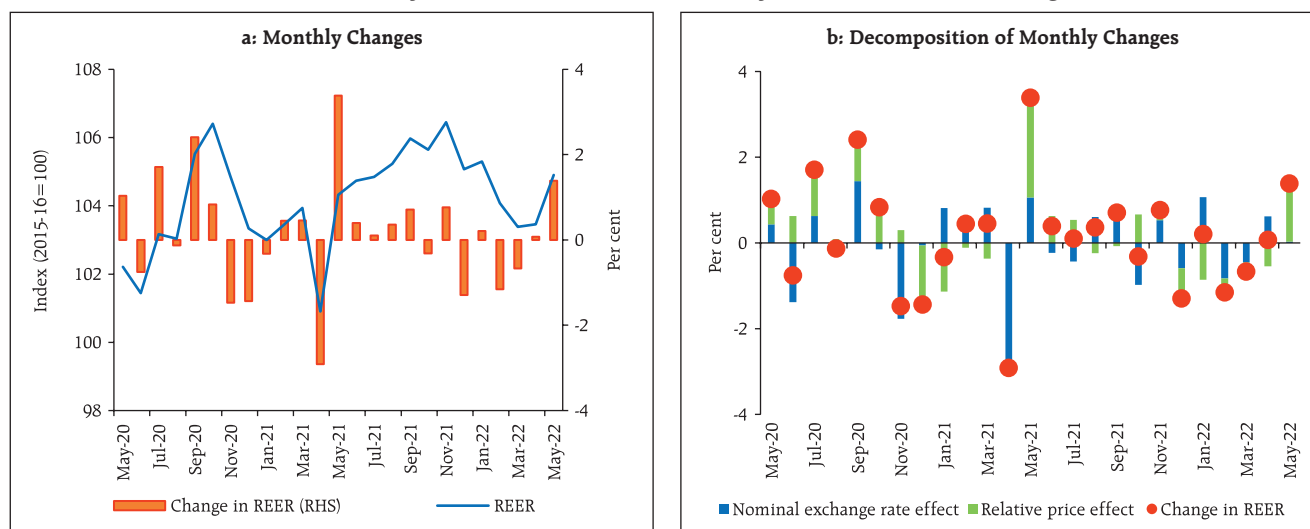 a: Monthly Changes
108
106
104
102
100
98
Index (2015-16=100)
4
2
0
-2
-4
Per cent
May-20
Jul-20
Sep-20
Nov-20
Jan-21
Mar-21
May-21
Jul-21
Sep-21
Nov-21
Jan-22
Mar-22
May-22
Change in REER (RHS)
REER
b: Decomposition of Monthly Changes
4
2
0
-2
-4
Per cent
May-20
Jul-20
Sep-20
Nov-20
Jan-21
Mar-21
May-21
Jul-21
Sep-21
Nov-21
Jan-22
Mar-22
May-22
Nominal exchange rate effect
Relative price effect
Change in REER